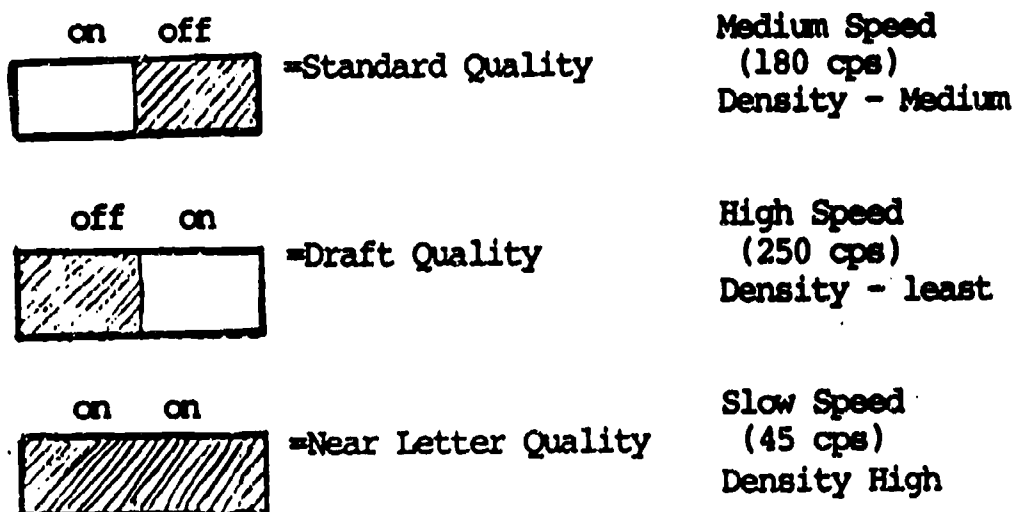 on off
=Standard Quality
Medium Speed
(180 cps)
Density - Medium
off on
=Draft Quality
High Speed
(250 cps)
Density - least
on on
=Near Letter Quality
Slow Speed
(45 cps)
Density High